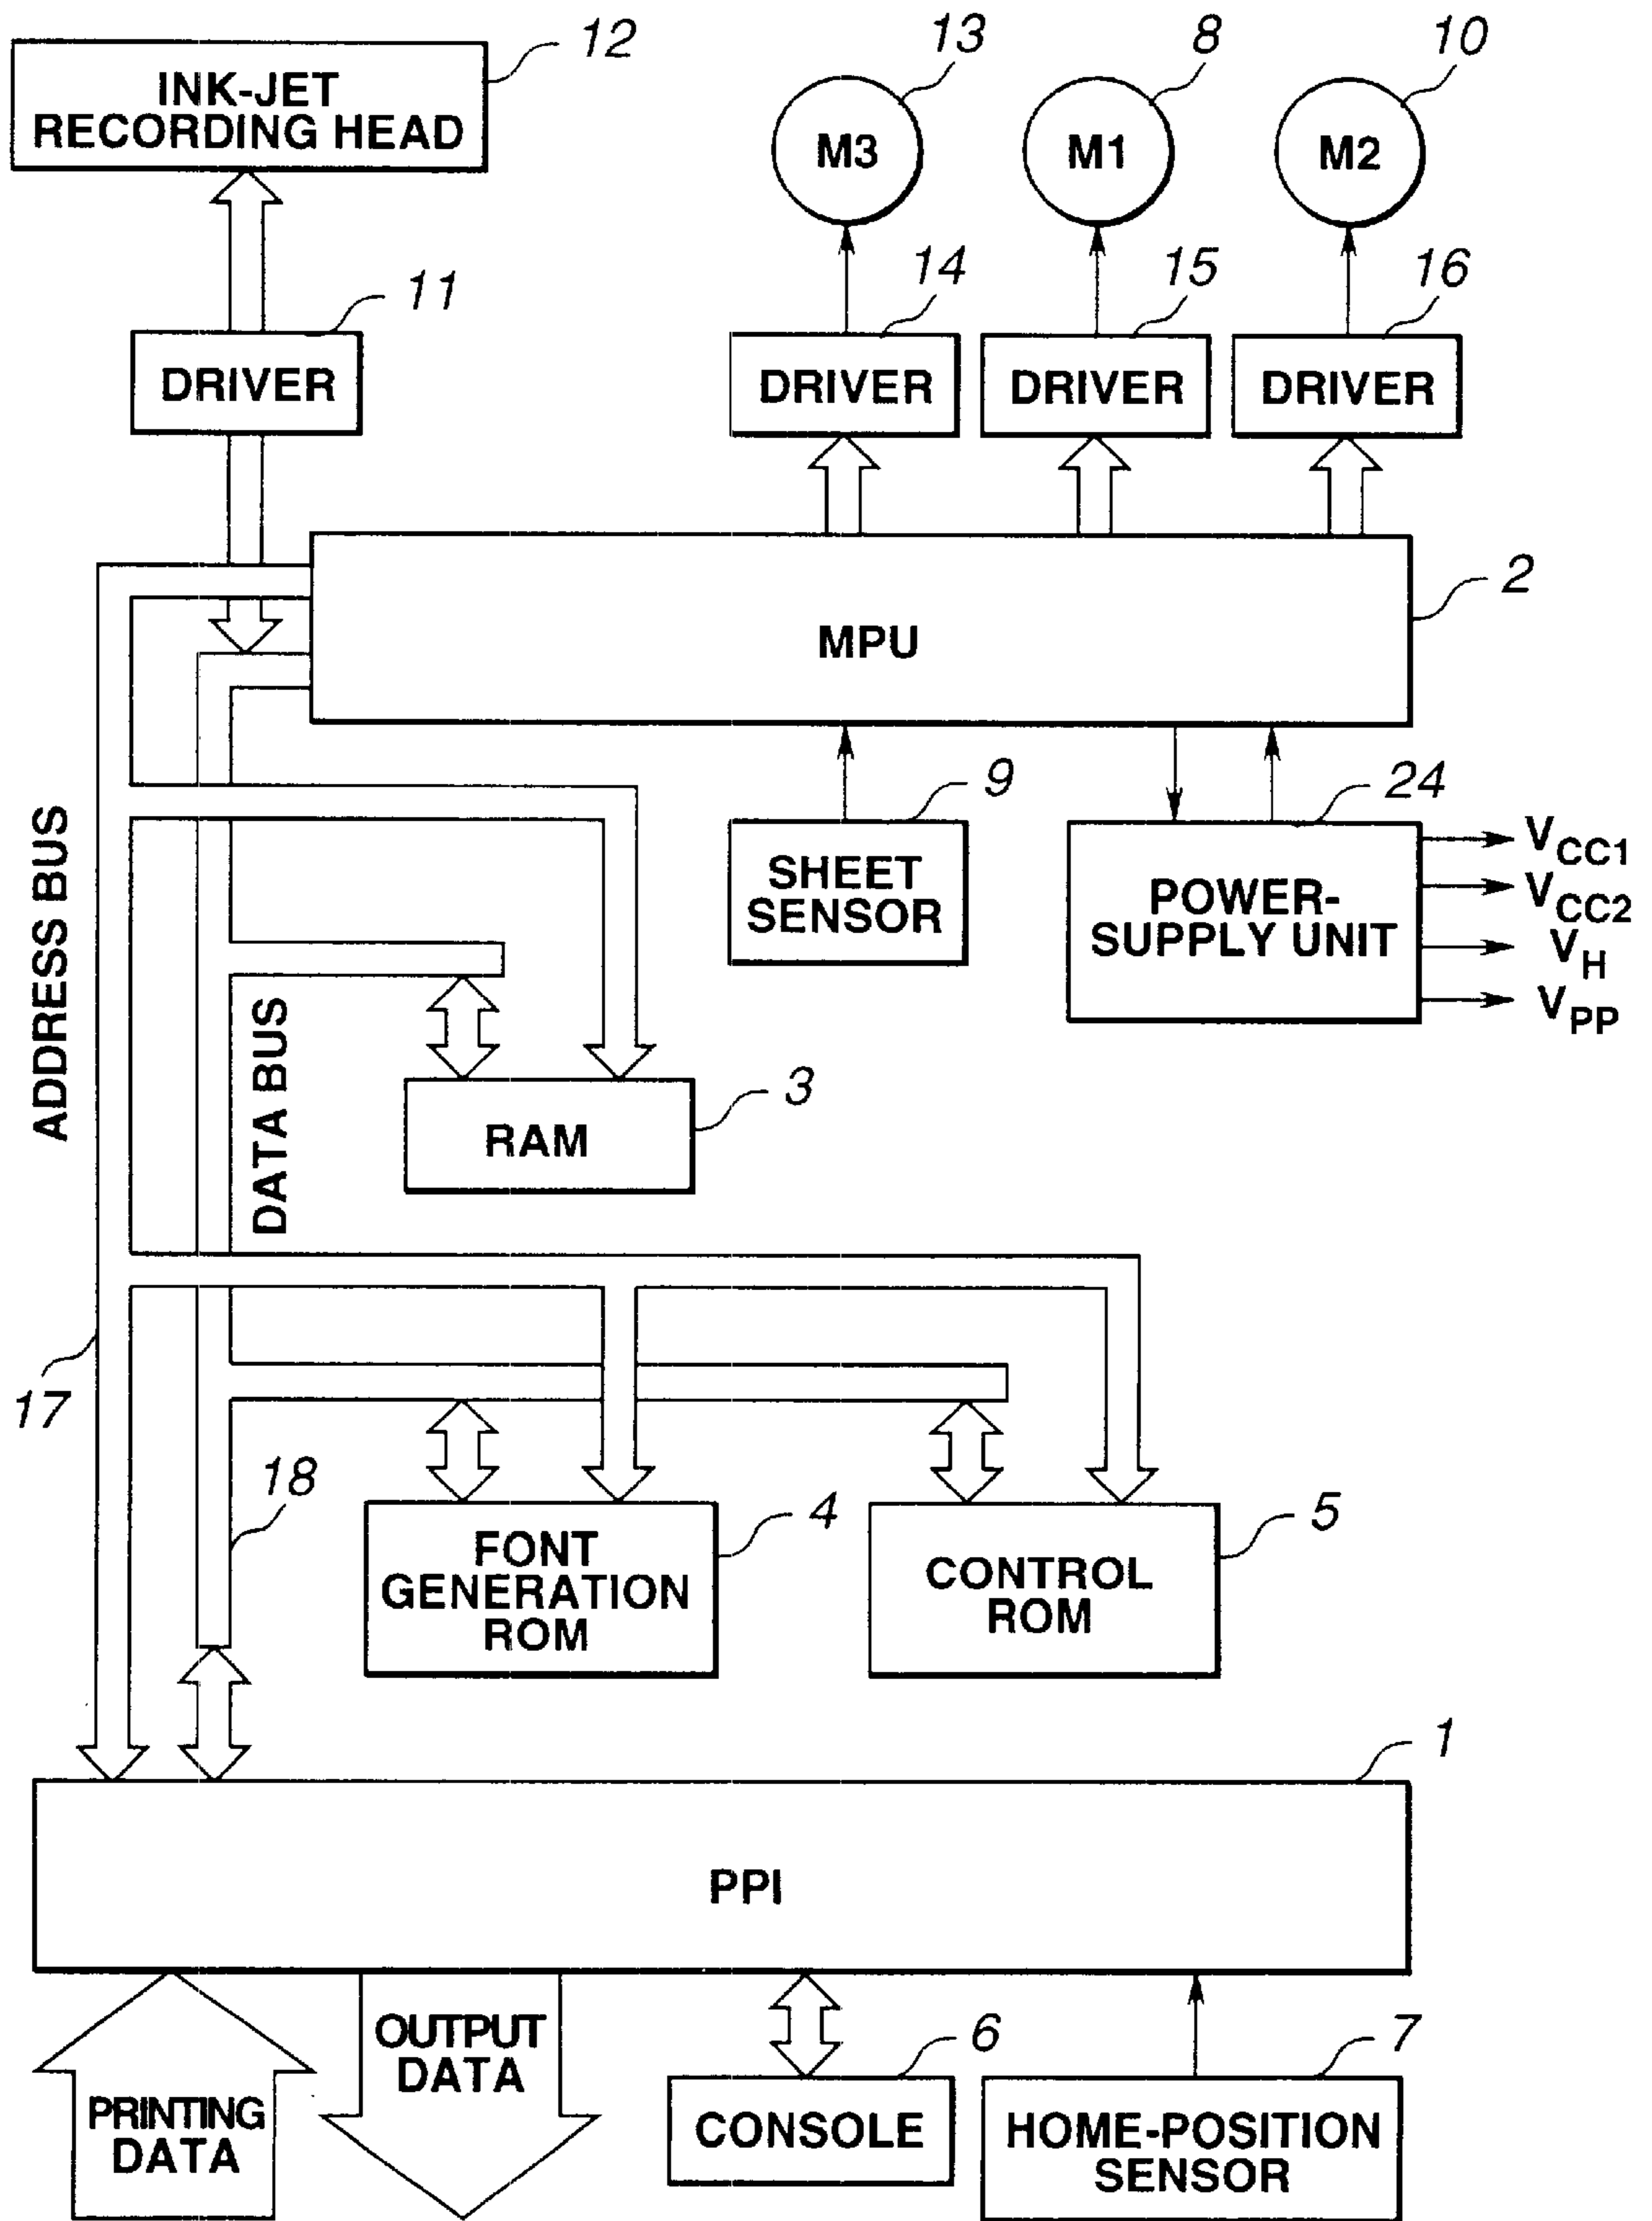 12
INK-JET
RECORDING HEAD
13
8
10
M3
M1
M2
11
14
15
16
DRIVER
DRIVER
DRIVER
DRIVER
2
MPU
9
24
SHEET
SENSOR
POWER-
SUPPLY UNIT
VCC1
VCC2
VH
VPP
ADDRESS BUS
DATA BUS
3
RAM
17
18
4
FONT
GENERATION
ROM
5
CONTROL
ROM
1
PPI
PRINTING
DATA
OUTPUT
DATA
6
CONSOLE
7
HOME-POSITION
SENSOR